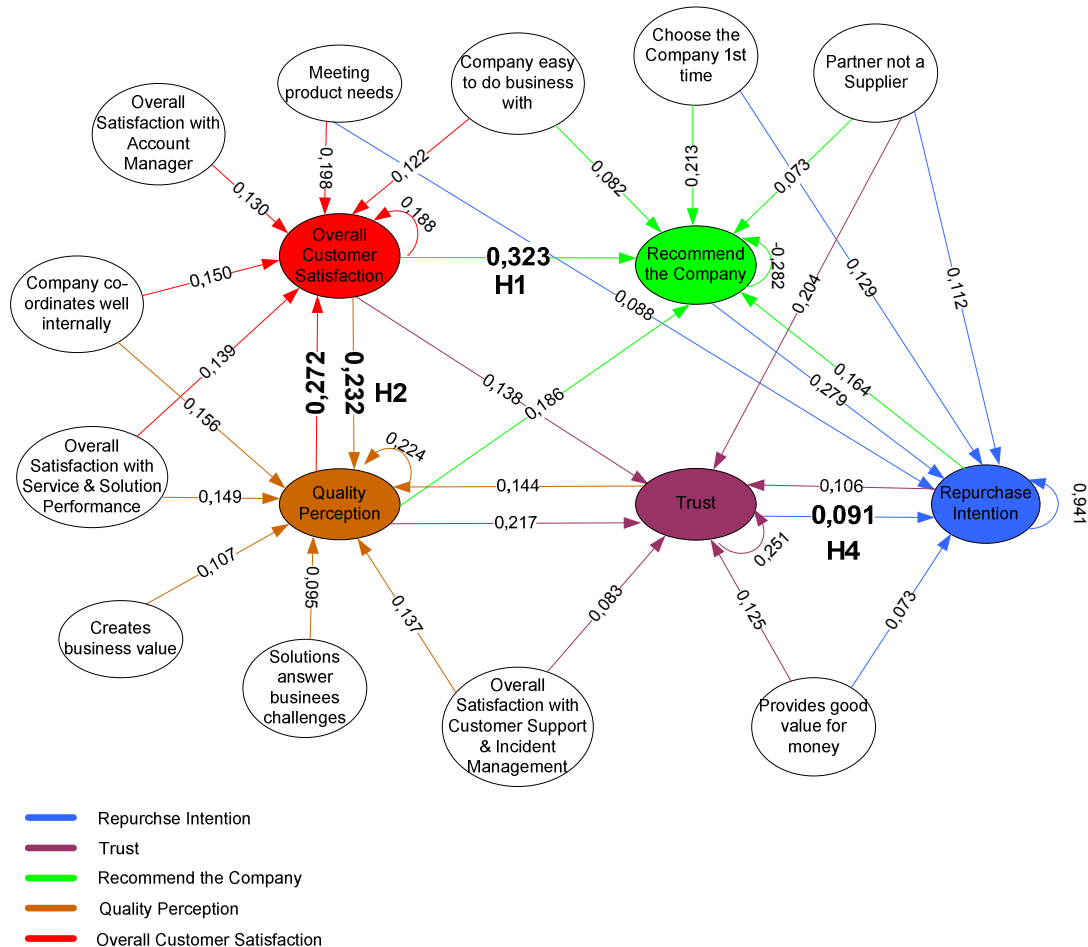 Choose the
Company 1st
time
Partner not a
Supplier
Company easy
to do business
with
Meeting
product needs
Overall
Satisfaction with
Account
Manager
0,198
0,122
0,082
0,213
0,073
0,130
0,188
Overall
Customer
Satisfaction
0,323
H1
Recommend
the Company
-0,282
0,204
0,129
0,112
0,150
Company co-
ordinates well
internally
0,088
0,139
0,272
0,232
H2
0,138
0,186
0,279
0,164
0,156
Overall
Satisfaction with
Service & Solution
Performance
0,149
0,224
Quality
Perception
0,144
0,217
Trust
0,106
0,091
H4
0,251
Repurchase
Intention
0,941
0,107
0,095
0,137
0,083
0,125
0,073
Creates
business value
Solutions
answer
businees
challenges
Overall
Satisfaction with
Customer Support
& Incident
Management
Provides good
value for
money
Repurchse Intention
Trust
Recommend the Company
Quality Perception
Overall Customer Satisfaction